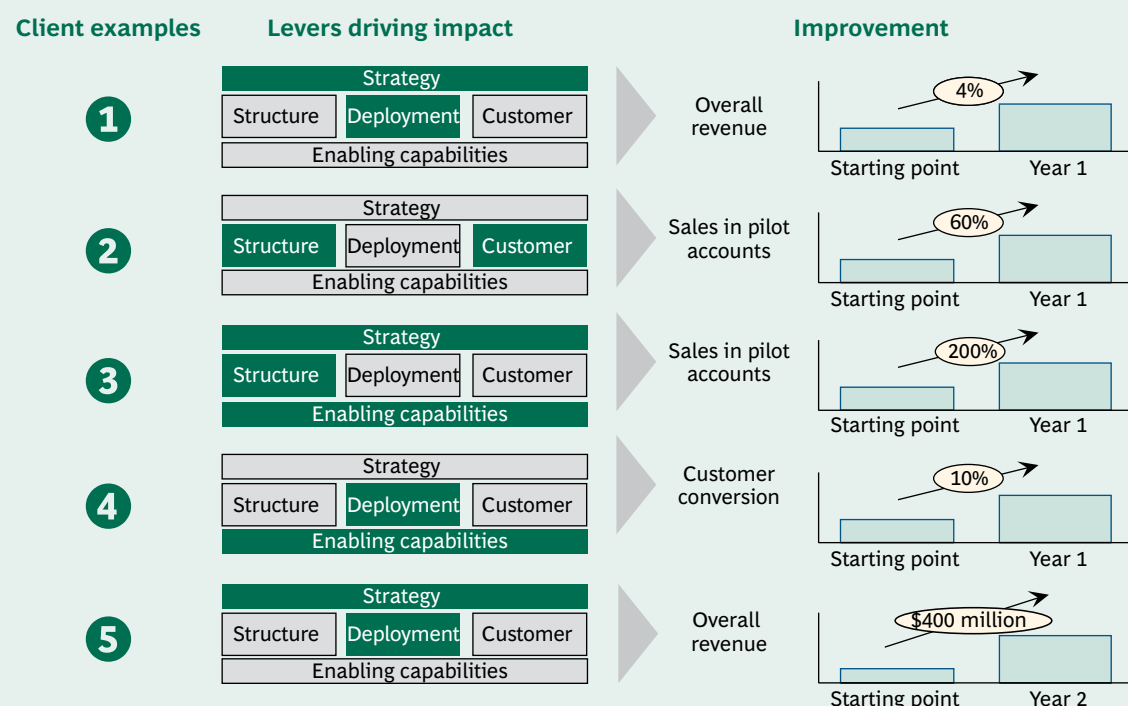 Client examples Levers driving impact Improvement
1
Strategy
Structure Deployment Customer
Enabling capabilities
Overall
revenue
4%
Starting point Year 1
2
Strategy
Structure Deployment Customer
Enabling capabilities
Sales in pilot
accounts
60%
Starting point Year 1
3
Strategy
Structure Deployment Customer
Enabling capabilities
Sales in pilot
accounts
200%
Starting point Year 1
4
Strategy
Structure Deployment Customer
Enabling capabilities
Customer
conversion
10%
Starting point Year 1
5
Strategy
Structure Deployment Customer
Enabling capabilities
Overall
revenue
$400 million
Starting point Year 2